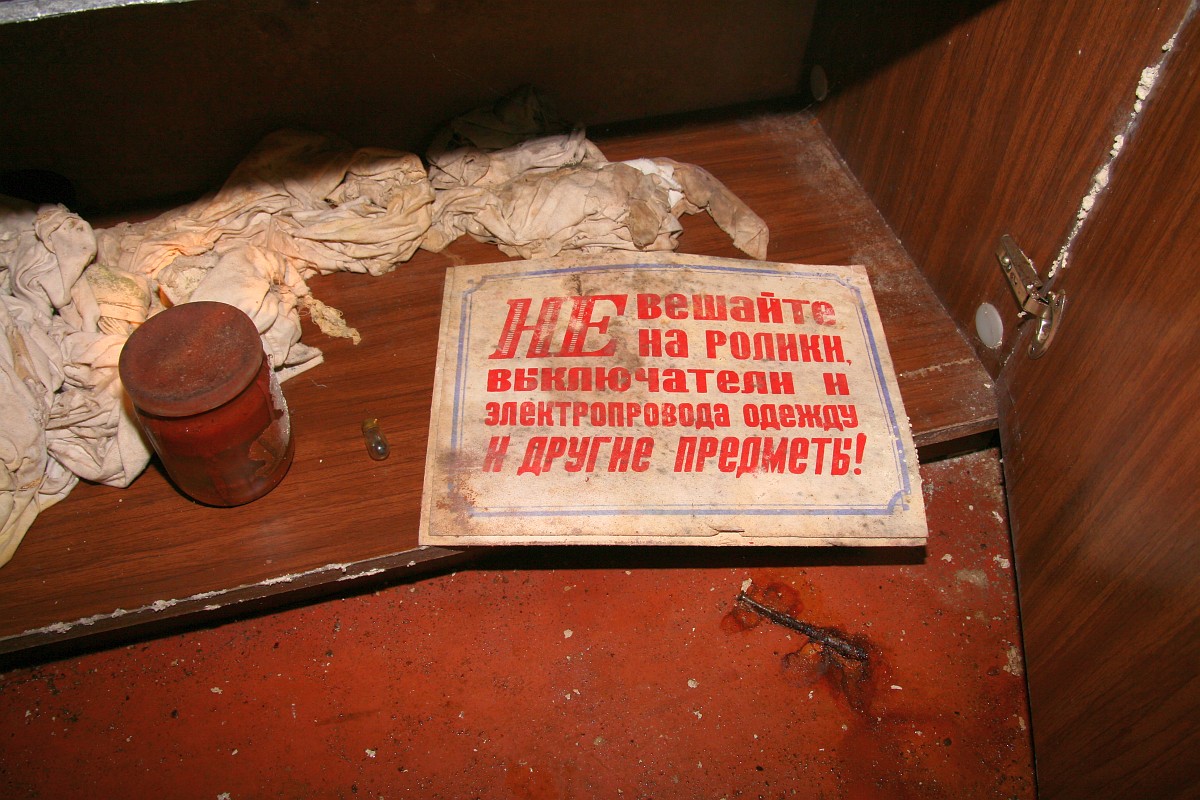 НЕ вешайте
на ролики,
выключатели и
электропровода одежду
и другие предметы!